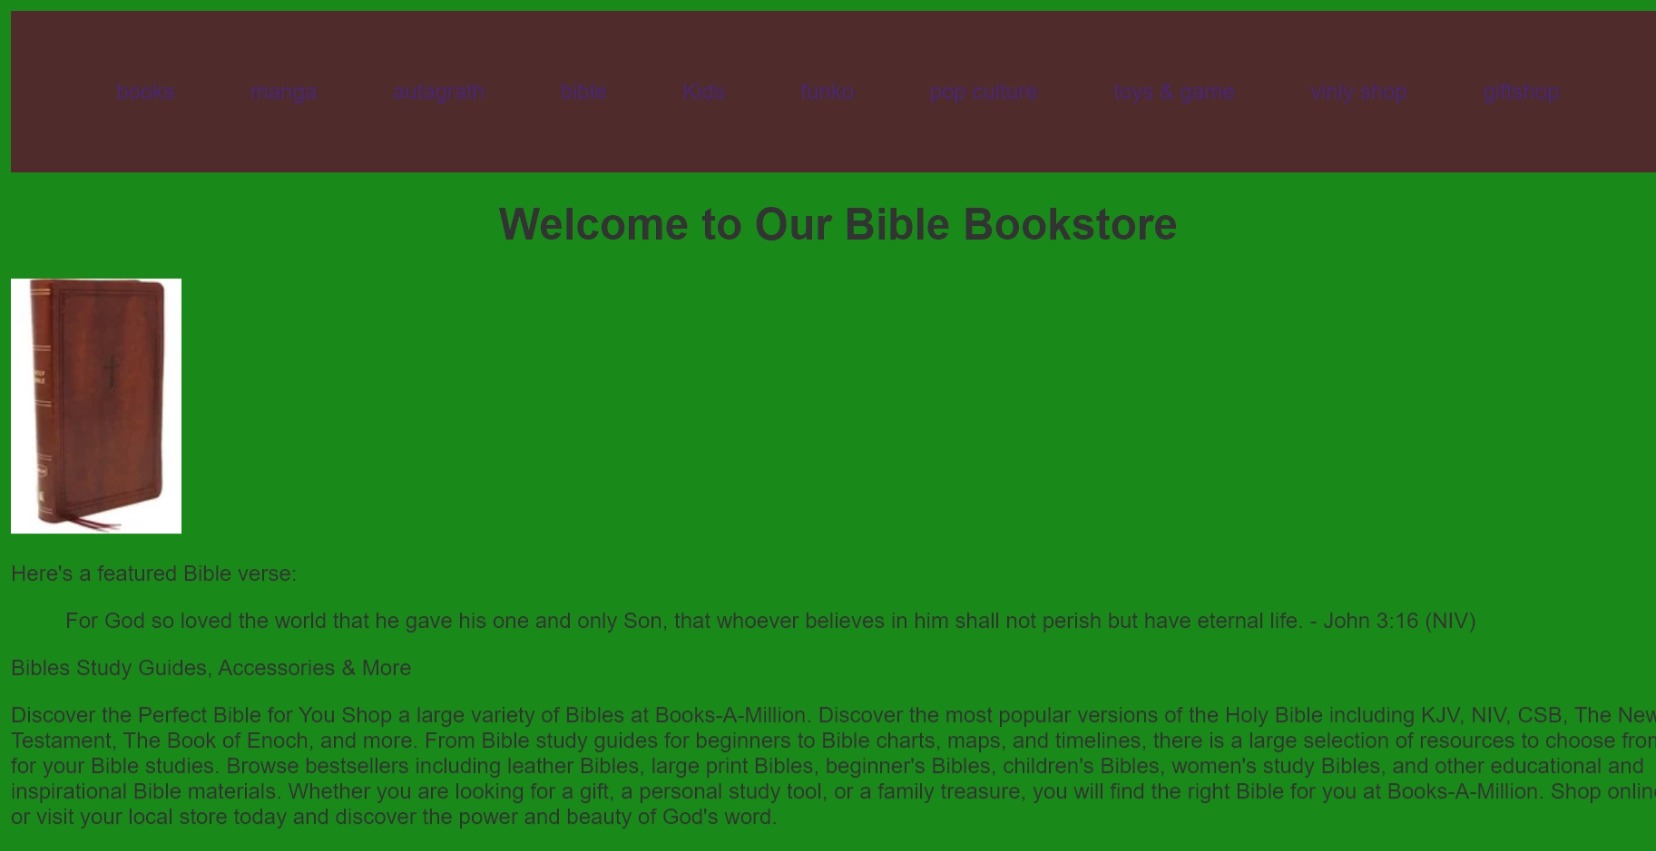 books manga autagrath bible Kids funko pop culture toys & game vinly shop giftshop
Welcome to Our Bible Bookstore
Here's a featured Bible verse:
For God so loved the world that he gave his one and only Son, that whoever believes in him shall not perish but have eternal life. - John 3:16 (NIV)
Bibles Study Guides, Accessories & More
Discover the Perfect Bible for You Shop a large variety of Bibles at Books-A-Million. Discover the most popular versions of the Holy Bible including KJV, NIV, CSB, The New
Testament, The Book of Enoch, and more. From Bible study guides for beginners to Bible charts, maps, and timelines, there is a large selection of resources to choose from
for your Bible studies. Browse bestsellers including leather Bibles, large print Bibles, beginner's Bibles, children's Bibles, women's study Bibles, and other educational and
inspirational Bible materials. Whether you are looking for a gift, a personal study tool, or a family treasure, you will find the right Bible for you at Books-A-Million. Shop online
or visit your local store today and discover the power and beauty of God's word.